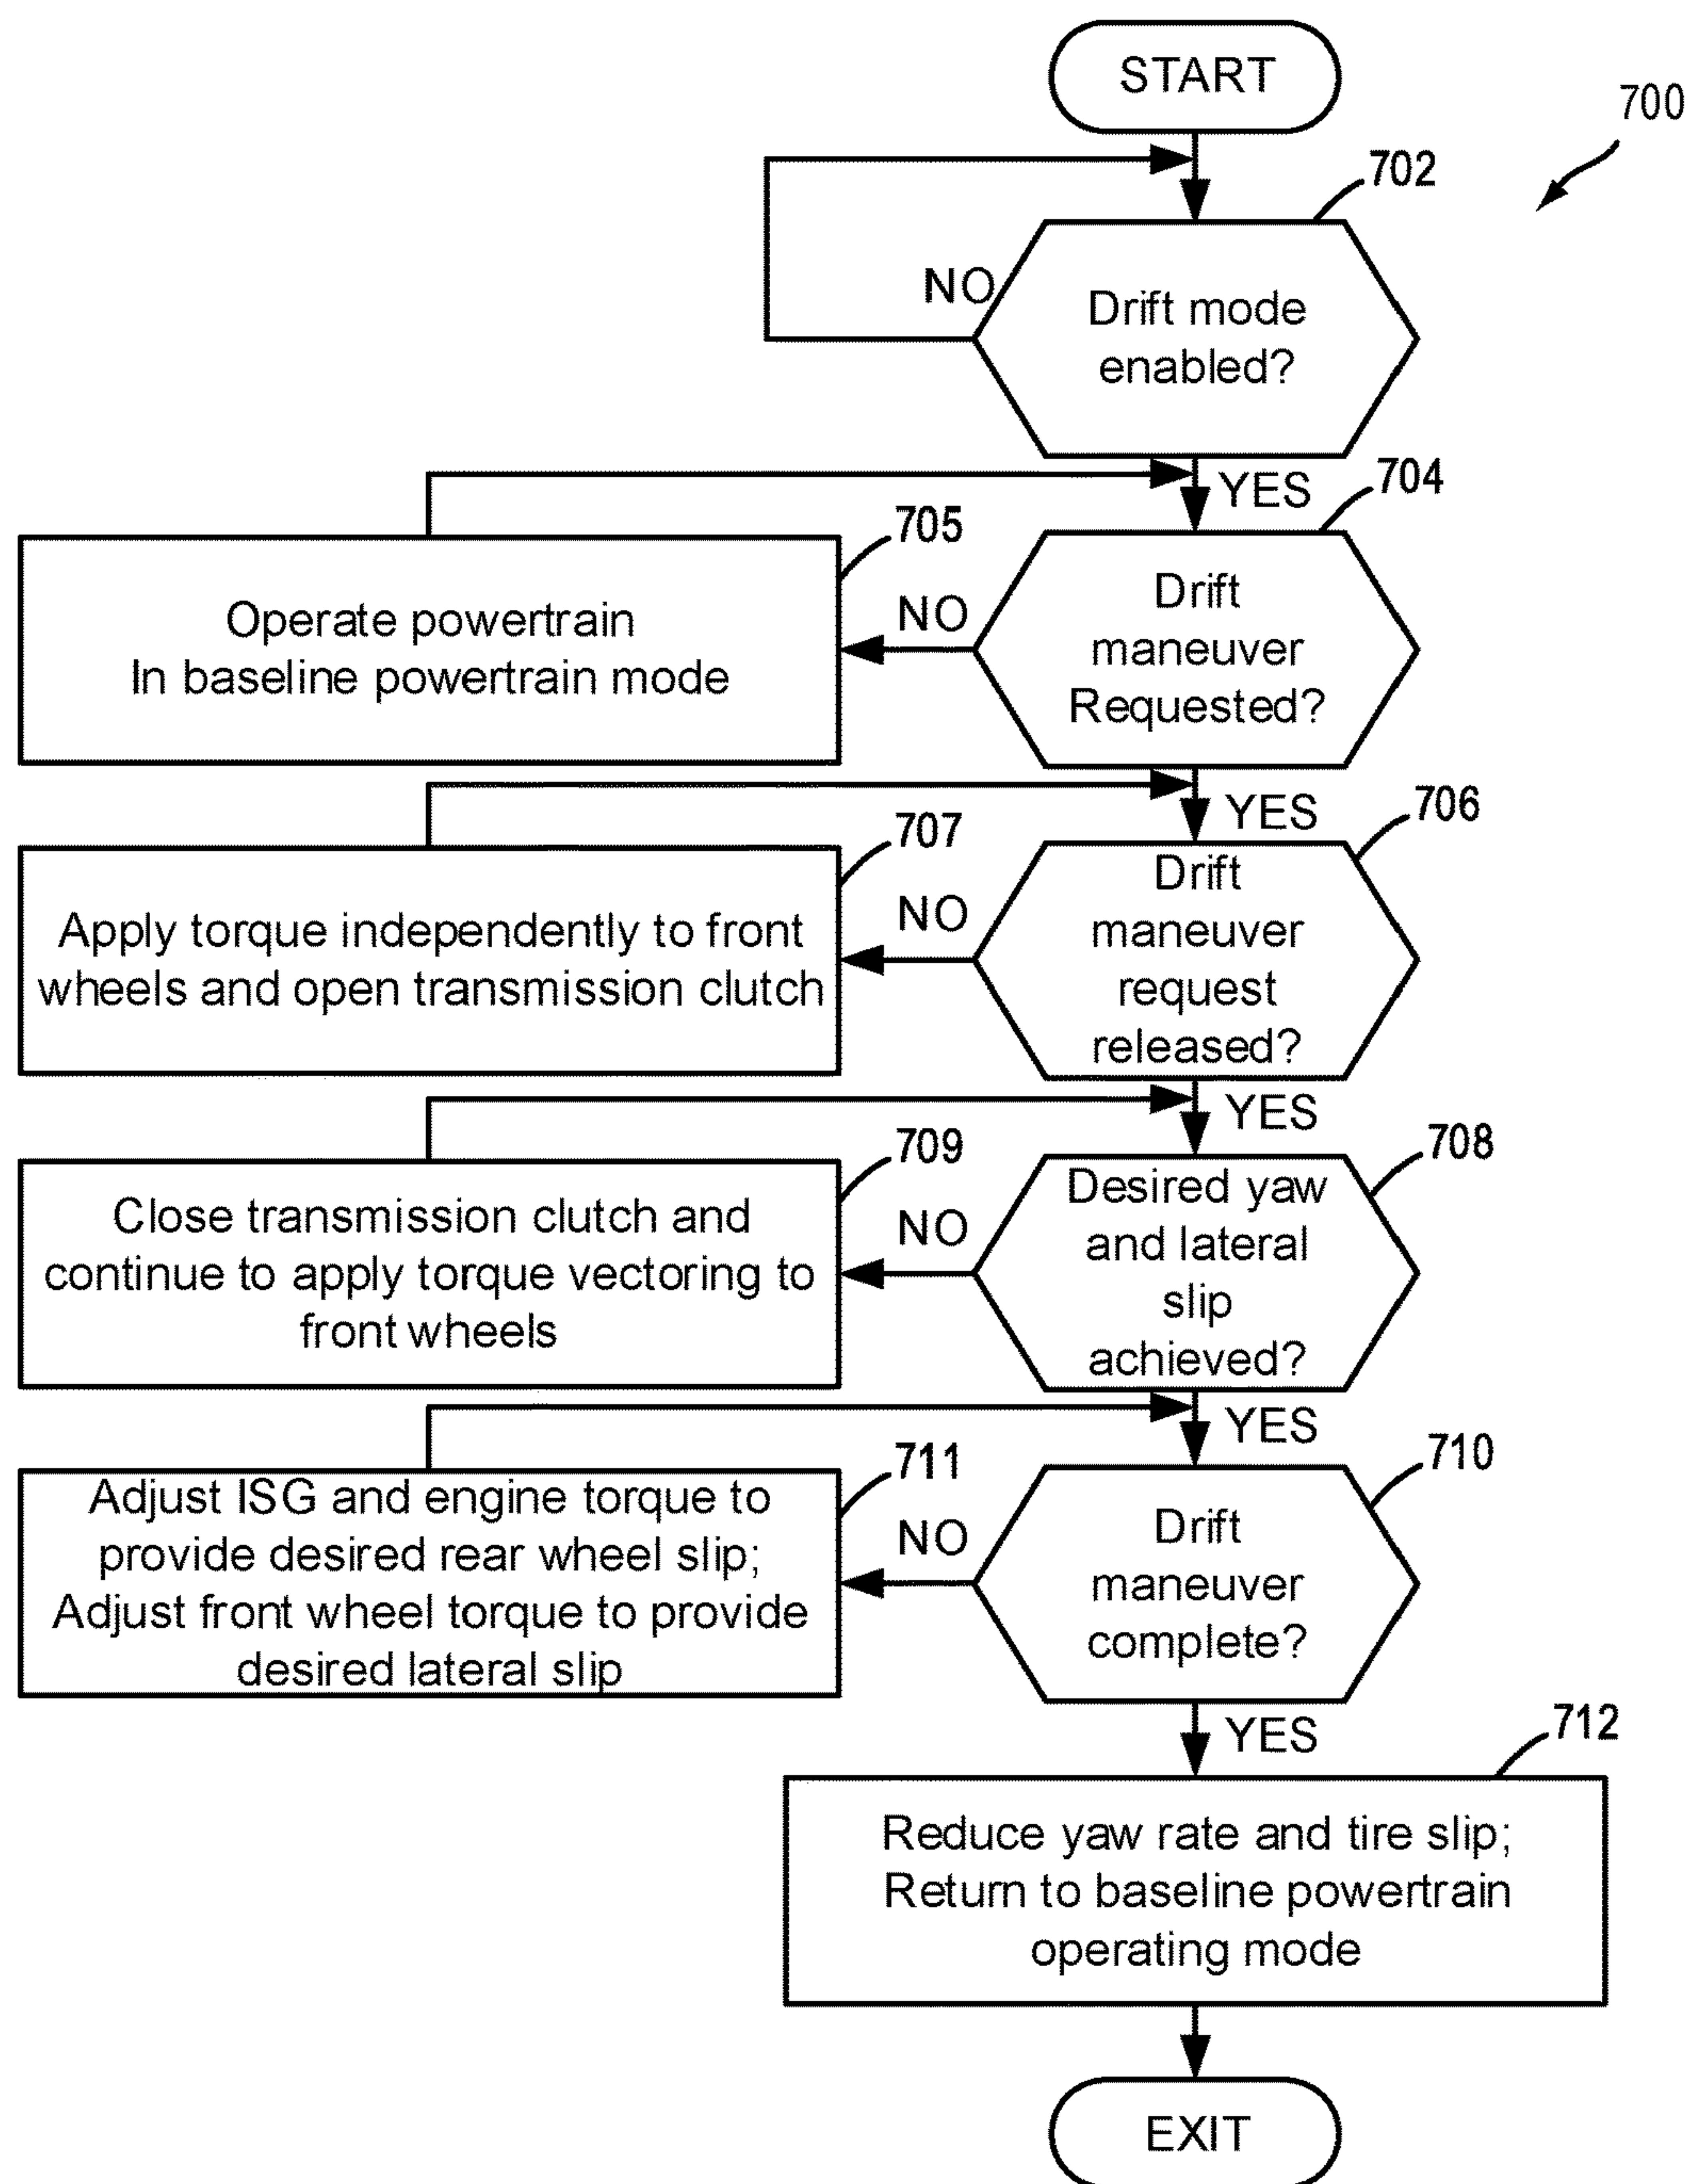 START
700
702
NO
Drift mode
enabled?
YES
704
705
Operate powertrain
In baseline powertrain mode
NO
Drift
maneuver
Requested?
YES
706
707
Apply torque independently to front
wheels and open transmission clutch
NO
Drift
maneuver
request
released?
YES
708
709
Close transmission clutch and
continue to apply torque vectoring to
front wheels
NO
Desired yaw
and lateral
slip
achieved?
YES
710
711
Adjust ISG and engine torque to
provide desired rear wheel slip;
Adjust front wheel torque to provide
desired lateral slip
NO
Drift
maneuver
complete?
YES
712
Reduce yaw rate and tire slip;
Return to baseline powertrain
operating mode
EXIT